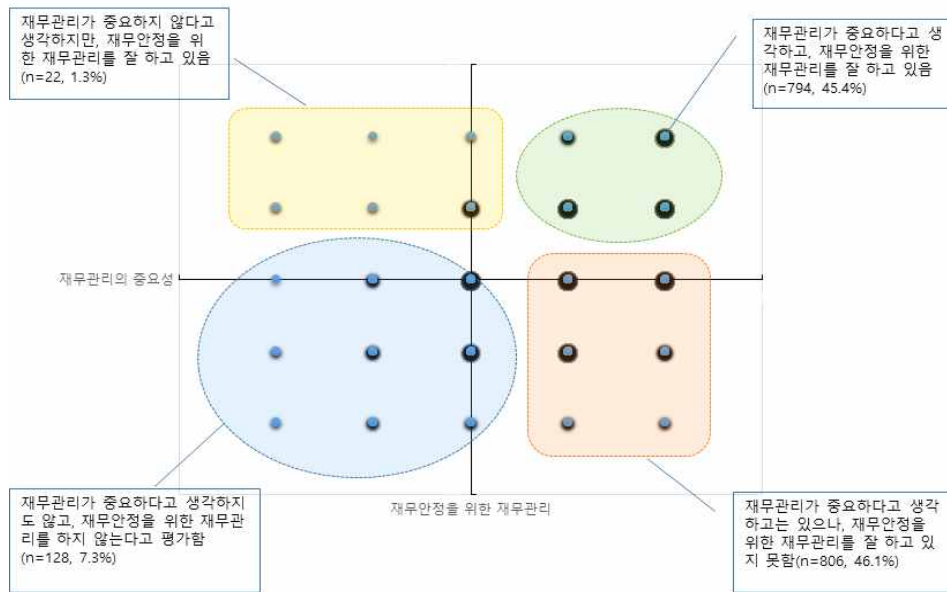 재무관리가 중요하지 않다고
생각하지만, 재무안정을 위
한 재무관리를 잘 하고 있음
(n=22, 1.3%)
재무관리가 중요하다고 생
각하고, 재무안정을 위한
재무관리를 잘 하고 있음
(n=794, 45.4%)
재무관리의 중요성
재무안정을 위한 재무관리
재무관리가 중요하다고 생각하지
도 않고, 재무안정을 위한 재무관
리를 하지 않는다고 평가함
(n=128, 7.3%)
재무관리가 중요하다고 생각
하고는 있으나, 재무안정을
위한 재무관리를 잘 하고 있
지 못함(n=806, 46.1%)